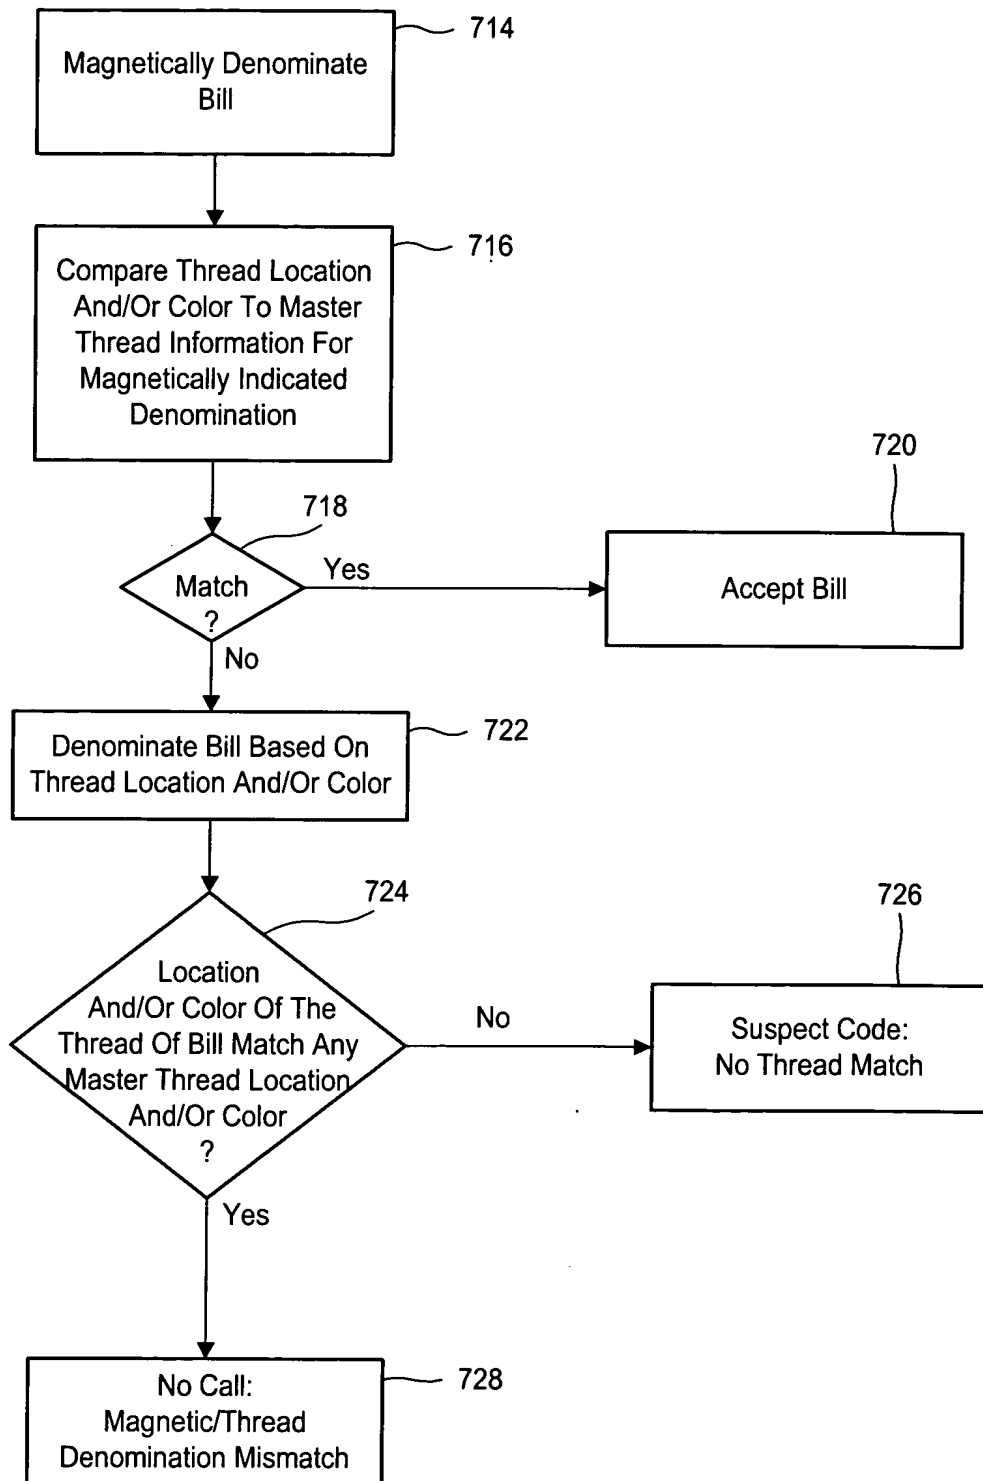 714
Magnetically Denominate
Bill
716
Compare Thread Location
And/Or Color To Master
Thread Information For
Magnetically Indicated
Denomination
720
718
Yes
Accept Bill
Match
?
No
722
Denominate Bill Based On
Thread Location And/Or Color
724
726
Location
And/Or Color Of The
Thread Of Bill Match Any
Master Thread Location
And/Or Color
?
No
Suspect Code:
No Thread Match
Yes
728
No Call:
Magnetic/Thread
Denomination Mismatch